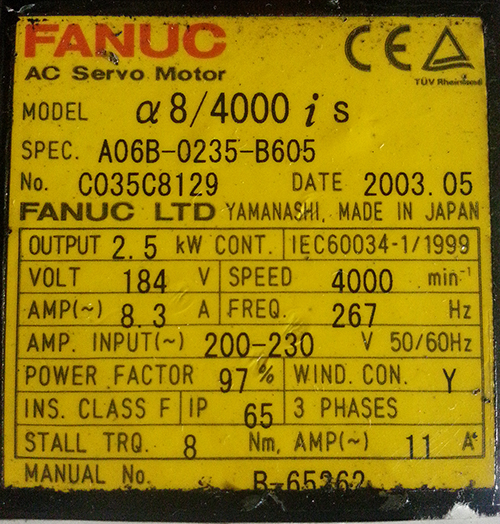 FANUC CE
AC Servo Motor TÜV Rheinland
MODEL α8/4000 i s
SPEC. A06B-0235-B605
No. C035C8129 DATE 2003.05
FANUC LTD YAMANASHI, MADE IN JAPAN
OUTPUT 2.5 kW CONT. IEC60034-1/1999
VOLT 184 V SPEED 4000 min⁻¹
AMP(~) 8.3 A FREQ. 267 Hz
AMP. INPUT(~) 200-230 V 50/60Hz
POWER FACTOR 97% WIND. CON. Y
INS. CLASS F IP 65 3 PHASES
STALL TRQ. 8 Nm, AMP(~) 11 A
MANUAL No. B-65262